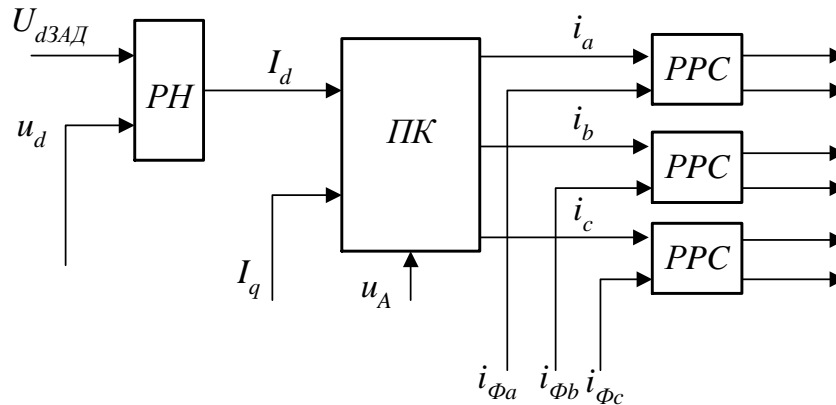 U_dЗАД
u_d
РН
I_d
I_q
ПК
u_A
i_a
i_b
i_c
РРС
РРС
РРС
i_Фa
i_Фb
i_Фc